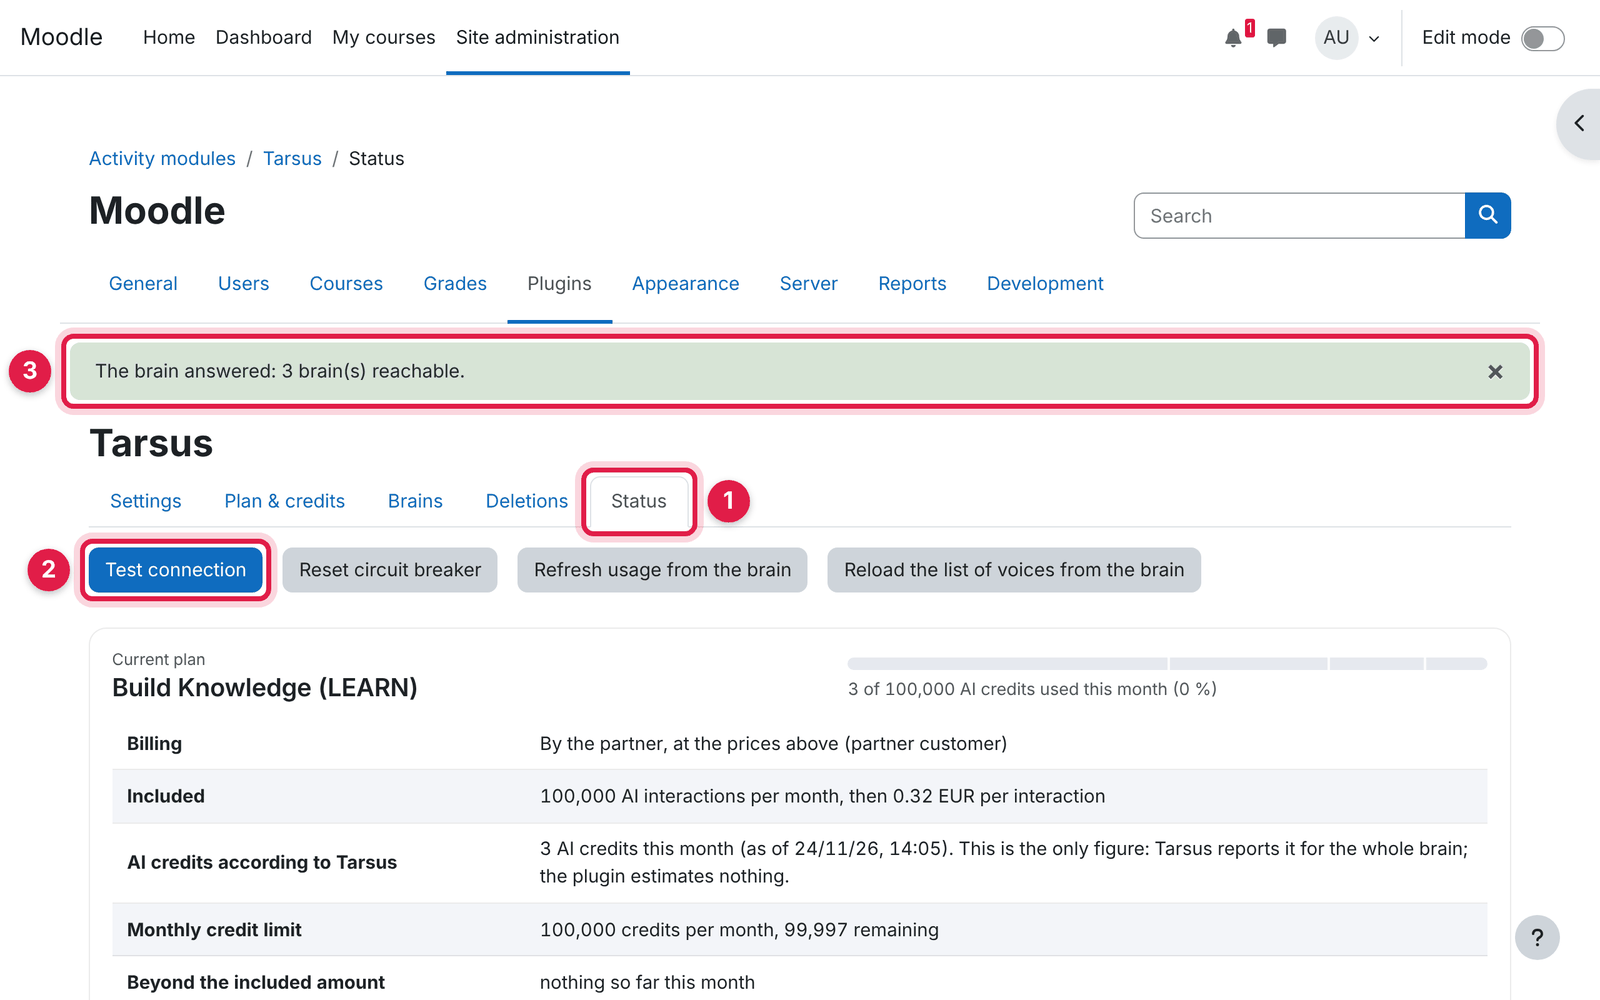 Moodle
Home
Dashboard
My courses
Site administration
1
AU
Edit mode
Activity modules / Tarsus / Status
Moodle
Search
General
Users
Courses
Grades
Plugins
Appearance
Server
Reports
Development
3
The brain answered: 3 brain(s) reachable.
Tarsus
Settings
Plan & credits
Brains
Deletions
Status
1
2
Test connection
Reset circuit breaker
Refresh usage from the brain
Reload the list of voices from the brain
Current plan
Build Knowledge (LEARN)
3 of 100,000 AI credits used this month (0 %)
Billing
By the partner, at the prices above (partner customer)
Included
100,000 AI interactions per month, then 0.32 EUR per interaction
AI credits according to Tarsus
3 AI credits this month (as of 24/11/26, 14:05). This is the only figure: Tarsus reports it for the whole brain;
the plugin estimates nothing.
Monthly credit limit
100,000 credits per month, 99,997 remaining
Beyond the included amount
nothing so far this month
?